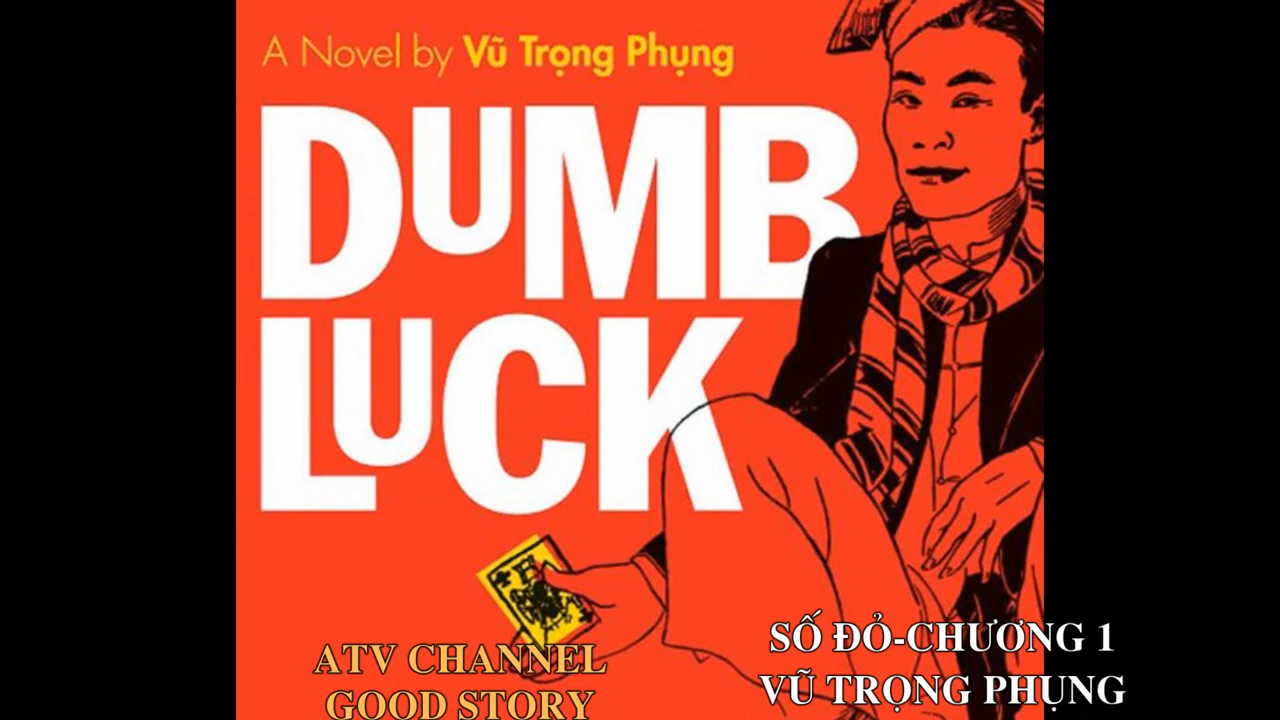 A Novel by Vũ Trọng Phụng
DUMB
LUCK
SỐ ĐỎ-CHƯƠNG 1
VŨ TRỌNG PHỤNG
ATV CHANNEL
GOOD STORY